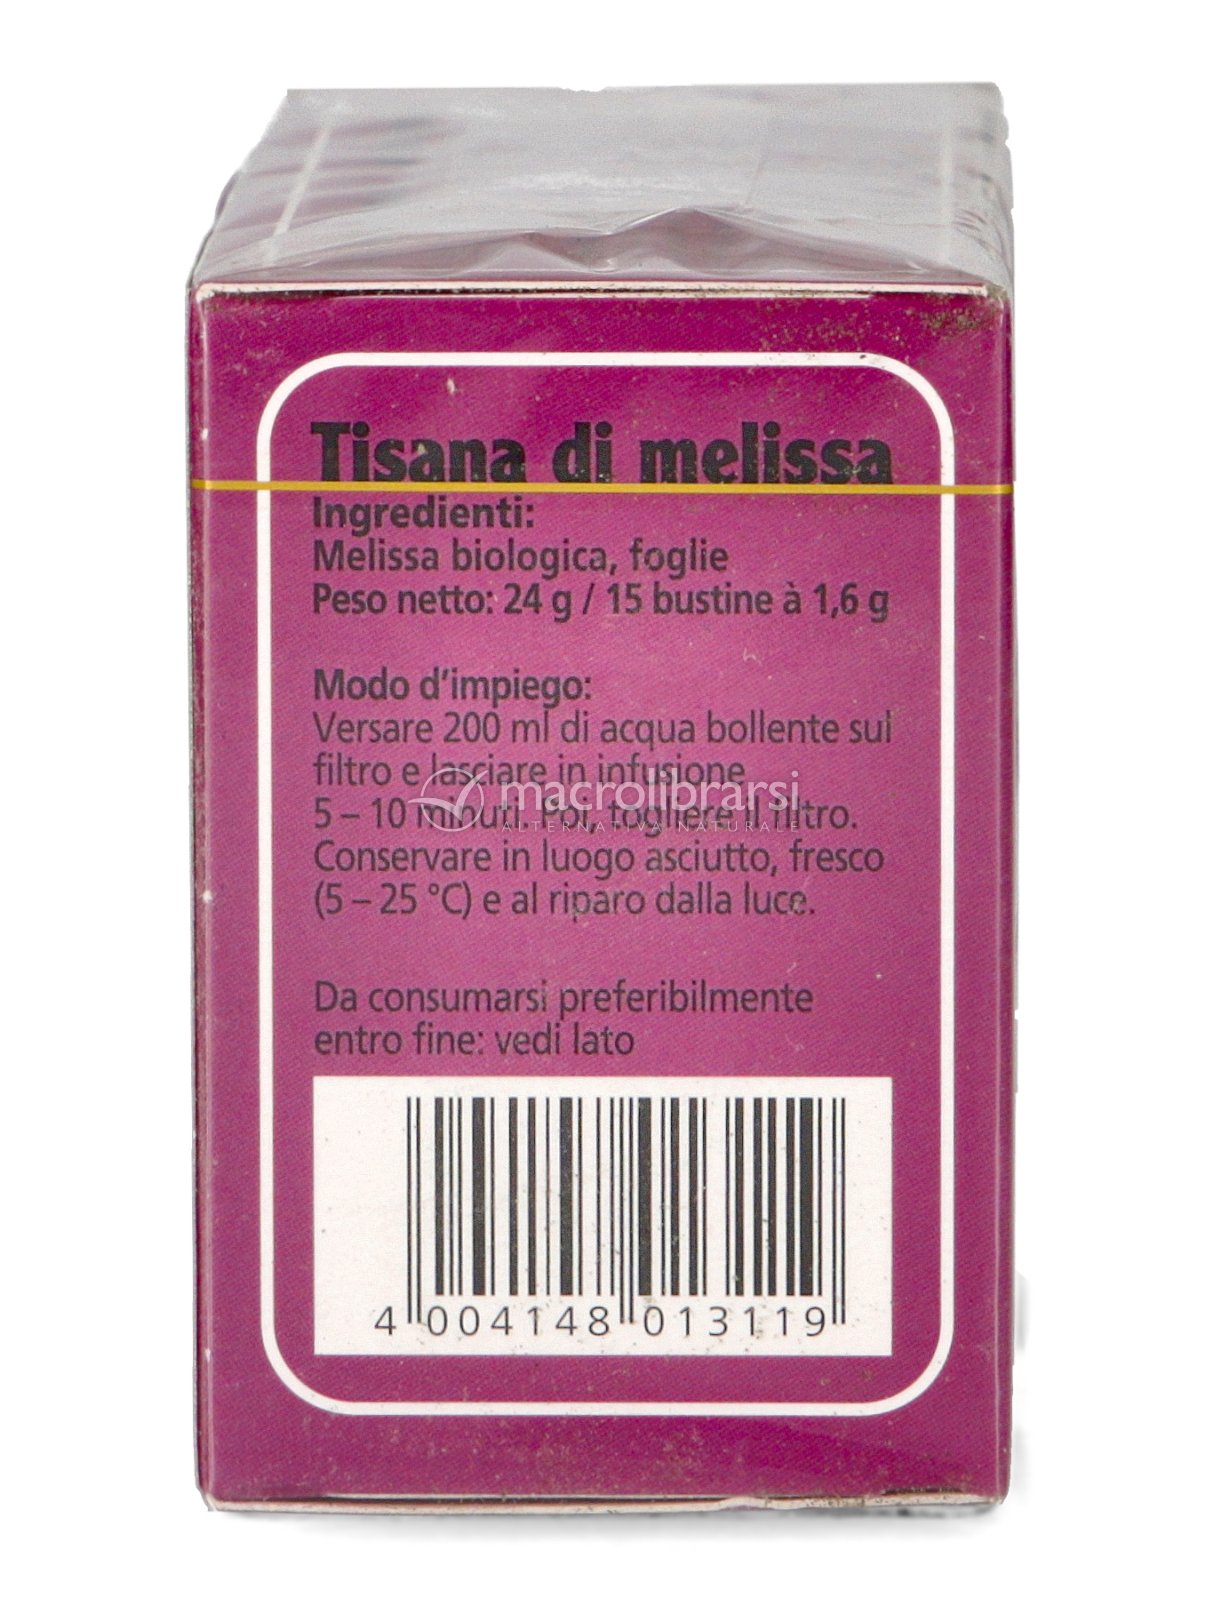 Tisana di melissa
Ingredienti:
Melissa biologica, foglie
Peso netto: 24 g / 15 bustine à 1,6 g
Modo d'impiego:
Versare 200 ml di acqua bollente sul
filtro e lasciare in infusione
5 – 10 minuti. Poi, togliere il filtro.
Conservare in luogo asciutto, fresco
(5 – 25 °C) e al riparo dalla luce.
macrolibrarsi
ALTERNATIVA NATURALE
Da consumarsi preferibilmente
entro fine: vedi lato
4 004148 013119